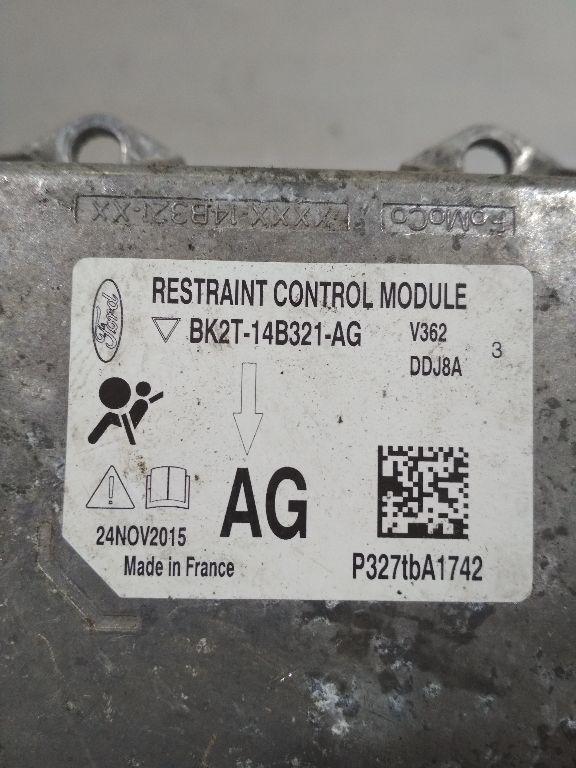 XXXX-14B321-XX FoMoCo
Ford
RESTRAINT CONTROL MODULE
BK2T-14B321-AG V362
DDJ8A 3
AG
24NOV2015
Made in France P327tbA1742